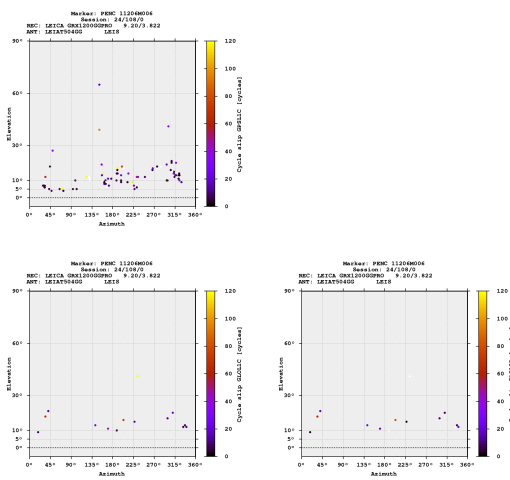 Marker: PENC 11206M006
Session: 24/108/0
REC: LEICA GRX1200GGPRO 9.20/3.822
ANT: LEIAT504GG LEIS
90°
60°
30°
10°
5°
0°
Elevation
0° 45° 90° 135° 180° 225° 270° 315° 360°
Azimuth
120
100
80
60
40
20
0
Cycle slip GPSL1C [cycles]
Marker: PENC 11206M006
Session: 24/108/0
REC: LEICA GRX1200GGPRO 9.20/3.822
ANT: LEIAT504GG LEIS
90°
60°
30°
10°
5°
0°
Elevation
0° 45° 90° 135° 180° 225° 270° 315° 360°
Azimuth
120
100
80
60
40
20
0
Cycle slip GLOL1C [cycles]
Marker: PENC 11206M006
Session: 24/108/0
REC: LEICA GRX1200GGPRO 9.20/3.822
ANT: LEIAT504GG LEIS
90°
60°
30°
10°
5°
0°
Elevation
0° 45° 90° 135° 180° 225° 270° 315° 360°
Azimuth
120
100
80
60
40
20
0